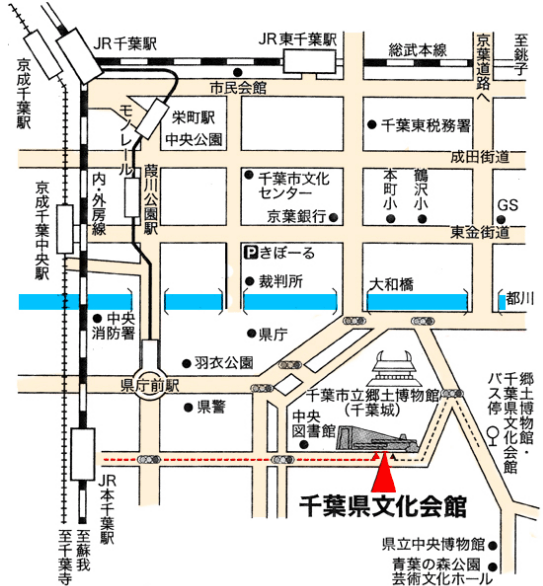 JR千葉駅
JR東千葉駅
総武本線
京葉道路へ
至銚子
京成千葉駅
市民会館
モノレール
栄町駅
中央公園
千葉東税務署
成田街道
内・外房線
葭川公園駅
千葉市文化
センター
本町小
鶴沢小
京成千葉中央駅
京葉銀行
GS
東金街道
P きぼーる
裁判所
大和橋
都川
中央
消防署
県庁
羽衣公園
県庁前駅
県警
千葉市立郷土博物館
(千葉城)
中央
図書館
郷土博物館・
千葉県文化会館
バス停
JR本千葉駅
千葉県文化会館
至蘇我
至千葉寺
県立中央博物館
青葉の森公園
芸術文化ホール